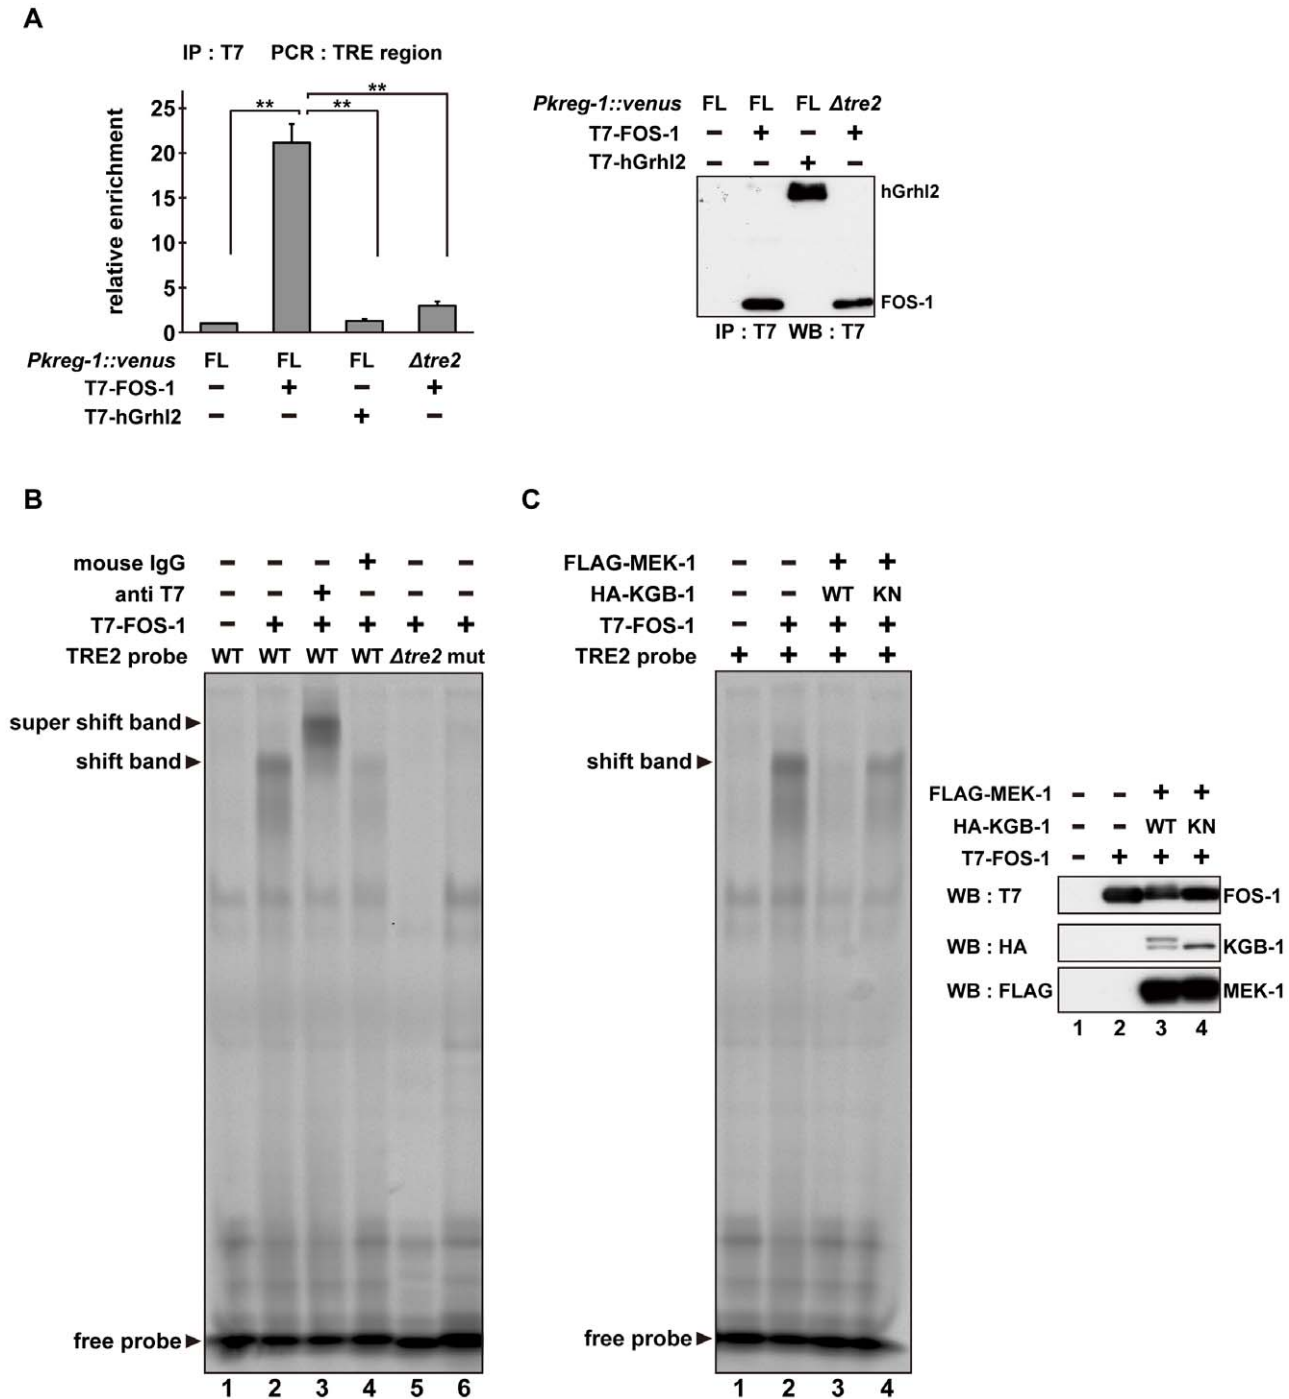 A
IP : T7 PCR : TRE region
** ** **
25
20
15
10
5
0
relative enrichment
Pkreg-1::venus FL FL FL Δtre2
T7-FOS-1 − + − +
T7-hGrhl2 − − + −
Pkreg-1::venus FL FL FL Δtre2
T7-FOS-1 − + − +
T7-hGrhl2 − − + −
hGrhl2
FOS-1
IP : T7 WB : T7
B
mouse IgG − − − + − −
anti T7 − − + − − −
T7-FOS-1 − + + + + +
TRE2 probe WT WT WT WT Δtre2 mut
super shift band
shift band
free probe
1 2 3 4 5 6
C
FLAG-MEK-1 − − + +
HA-KGB-1 − − WT KN
T7-FOS-1 − + + +
TRE2 probe + + + +
shift band
free probe
1 2 3 4
FLAG-MEK-1 − − + +
HA-KGB-1 − − WT KN
T7-FOS-1 − + + +
WB : T7 FOS-1
WB : HA KGB-1
WB : FLAG MEK-1
1 2 3 4